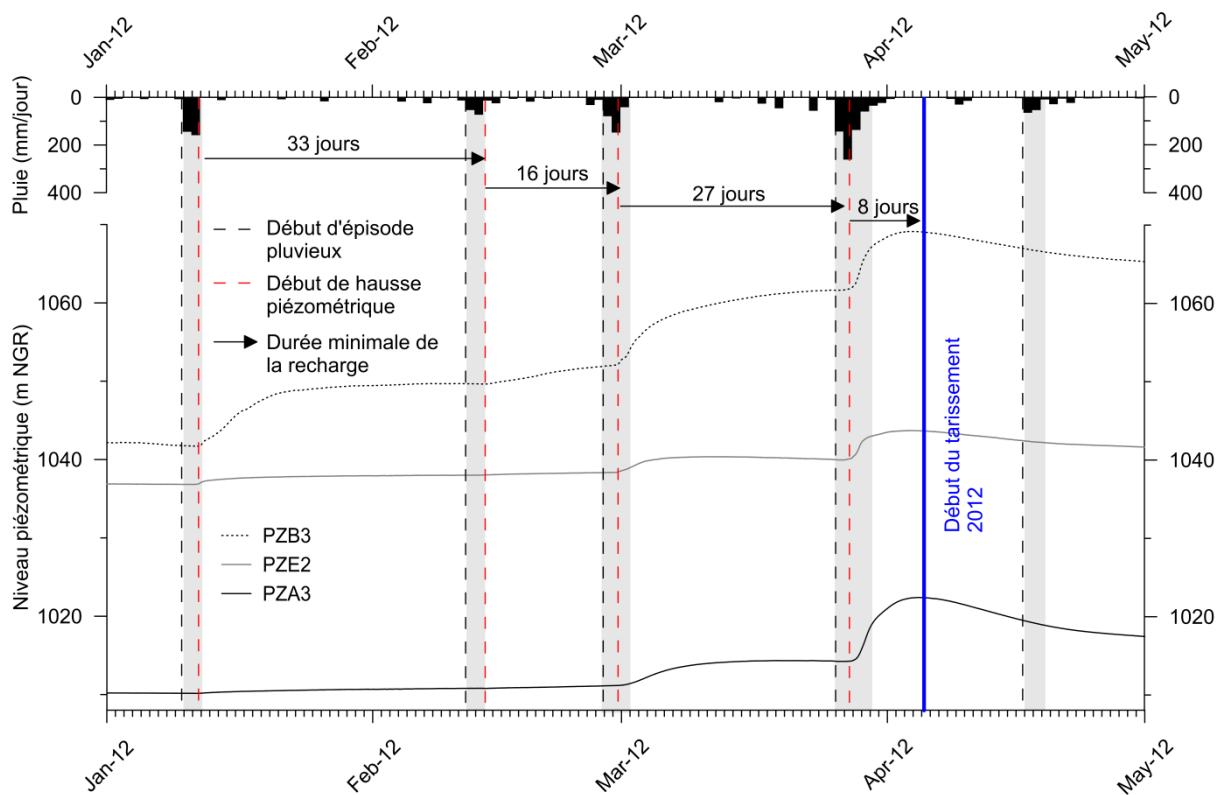 Jan-12
Feb-12
Mar-12
Apr-12
May-12
Pluie (mm/jour)
0
200
400
0
200
400
33 jours
16 jours
27 jours
8 jours
Début d'épisode
pluvieux
Début de hausse
piézométrique
Durée minimale de
la recharge
Niveau piézométrique (m NGR)
1060
1040
1020
1060
1040
1020
PZB3
PZE2
PZA3
Début du tarissement
2012
Jan-12
Feb-12
Mar-12
Apr-12
May-12